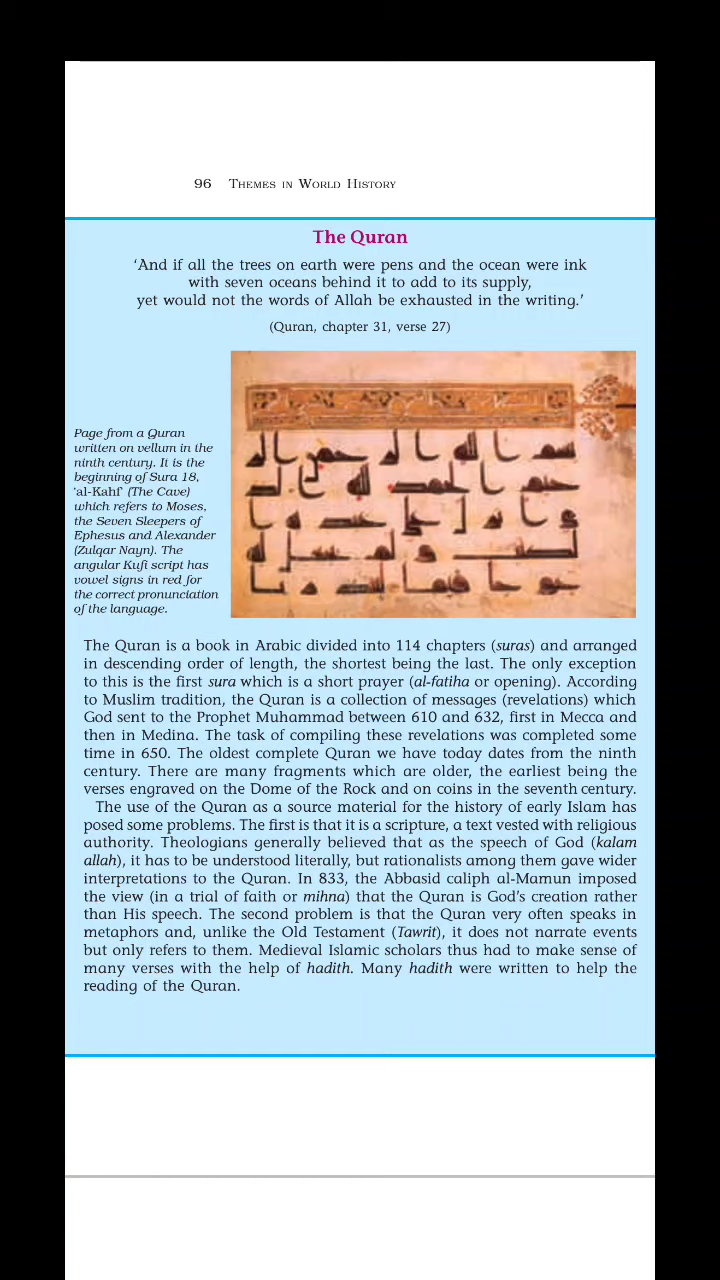 96 THEMES IN WORLD HISTORY
The Quran
‘And if all the trees on earth were pens and the ocean were ink
with seven oceans behind it to add to its supply,
yet would not the words of Allah be exhausted in the writing.’
(Quran, chapter 31, verse 27)
Page from a Quran
written on vellum in the
ninth century. It is the
beginning of Sura 18,
‘al-Kahf’ (The Cave)
which refers to Moses,
the Seven Sleepers of
Ephesus and Alexander
(Zulqar Nayn). The
angular Kufi script has
vowel signs in red for
the correct pronunciation
of the language.
The Quran is a book in Arabic divided into 114 chapters (suras) and arranged
in descending order of length, the shortest being the last. The only exception
to this is the first sura which is a short prayer (al-fatiha or opening). According
to Muslim tradition, the Quran is a collection of messages (revelations) which
God sent to the Prophet Muhammad between 610 and 632, first in Mecca and
then in Medina. The task of compiling these revelations was completed some
time in 650. The oldest complete Quran we have today dates from the ninth
century. There are many fragments which are older, the earliest being the
verses engraved on the Dome of the Rock and on coins in the seventh century.
The use of the Quran as a source material for the history of early Islam has
posed some problems. The first is that it is a scripture, a text vested with religious
authority. Theologians generally believed that as the speech of God (kalam
allah), it has to be understood literally, but rationalists among them gave wider
interpretations to the Quran. In 833, the Abbasid caliph al-Mamun imposed
the view (in a trial of faith or mihna) that the Quran is God’s creation rather
than His speech. The second problem is that the Quran very often speaks in
metaphors and, unlike the Old Testament (Tawrit), it does not narrate events
but only refers to them. Medieval Islamic scholars thus had to make sense of
many verses with the help of hadith. Many hadith were written to help the
reading of the Quran.